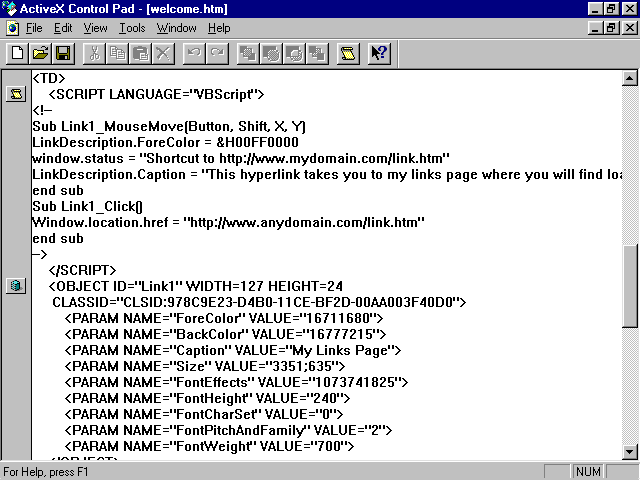 ActiveX Control Pad - [welcome.htm]
File Edit View Tools Window Help
<TD>
<SCRIPT LANGUAGE="VBScript">
<!--
Sub Link1_MouseMove(Button, Shift, X, Y)
LinkDescription.ForeColor = &H00FF0000
window.status = "Shortcut to http://www.mydomain.com/link.htm"
LinkDescription.Caption = "This hyperlink takes you to my links page where you will find loa
end sub
Sub Link1_Click()
Window.location.href = "http://www.anydomain.com/link.htm"
end sub
-->
</SCRIPT>
<OBJECT ID="Link1" WIDTH=127 HEIGHT=24
CLASSID="CLSID:978C9E23-D4B0-11CE-BF2D-00AA003F40D0">
<PARAM NAME="ForeColor" VALUE="16711680">
<PARAM NAME="BackColor" VALUE="16777215">
<PARAM NAME="Caption" VALUE="My Links Page">
<PARAM NAME="Size" VALUE="3351;635">
<PARAM NAME="FontEffects" VALUE="1073741825">
<PARAM NAME="FontHeight" VALUE="240">
<PARAM NAME="FontCharSet" VALUE="0">
<PARAM NAME="FontPitchAndFamily" VALUE="2">
<PARAM NAME="FontWeight" VALUE="700">
</OBJECT>
For Help, press F1
NUM